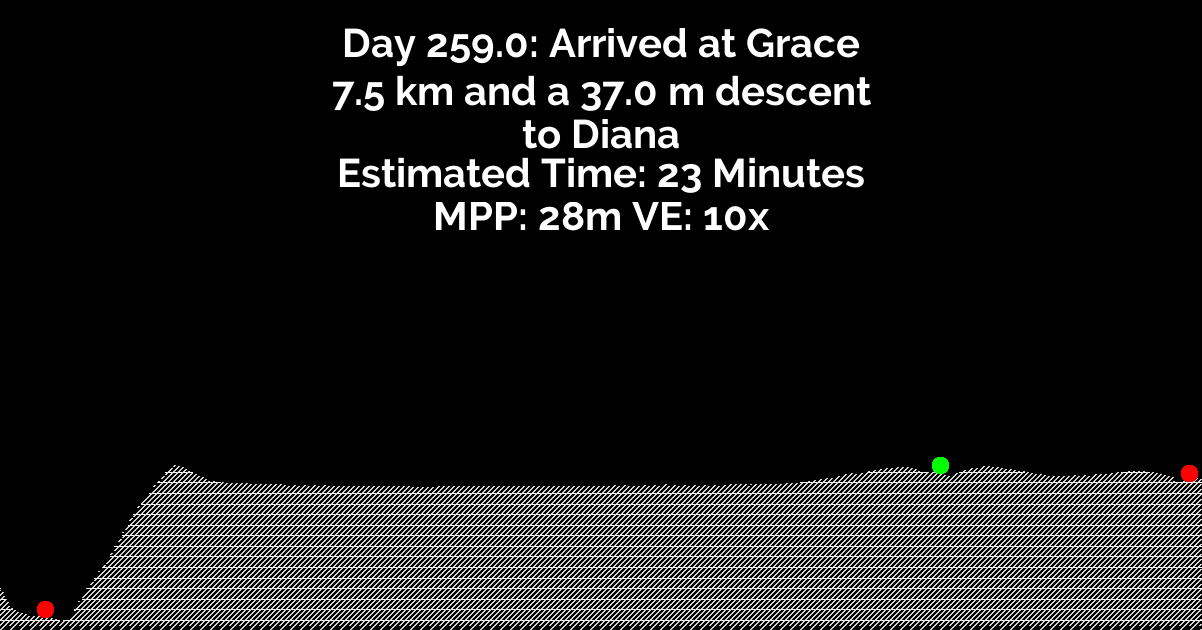 Day 259.0: Arrived at Grace
7.5 km and a 37.0 m descent
to Diana
Estimated Time: 23 Minutes
MPP: 28m VE: 10x